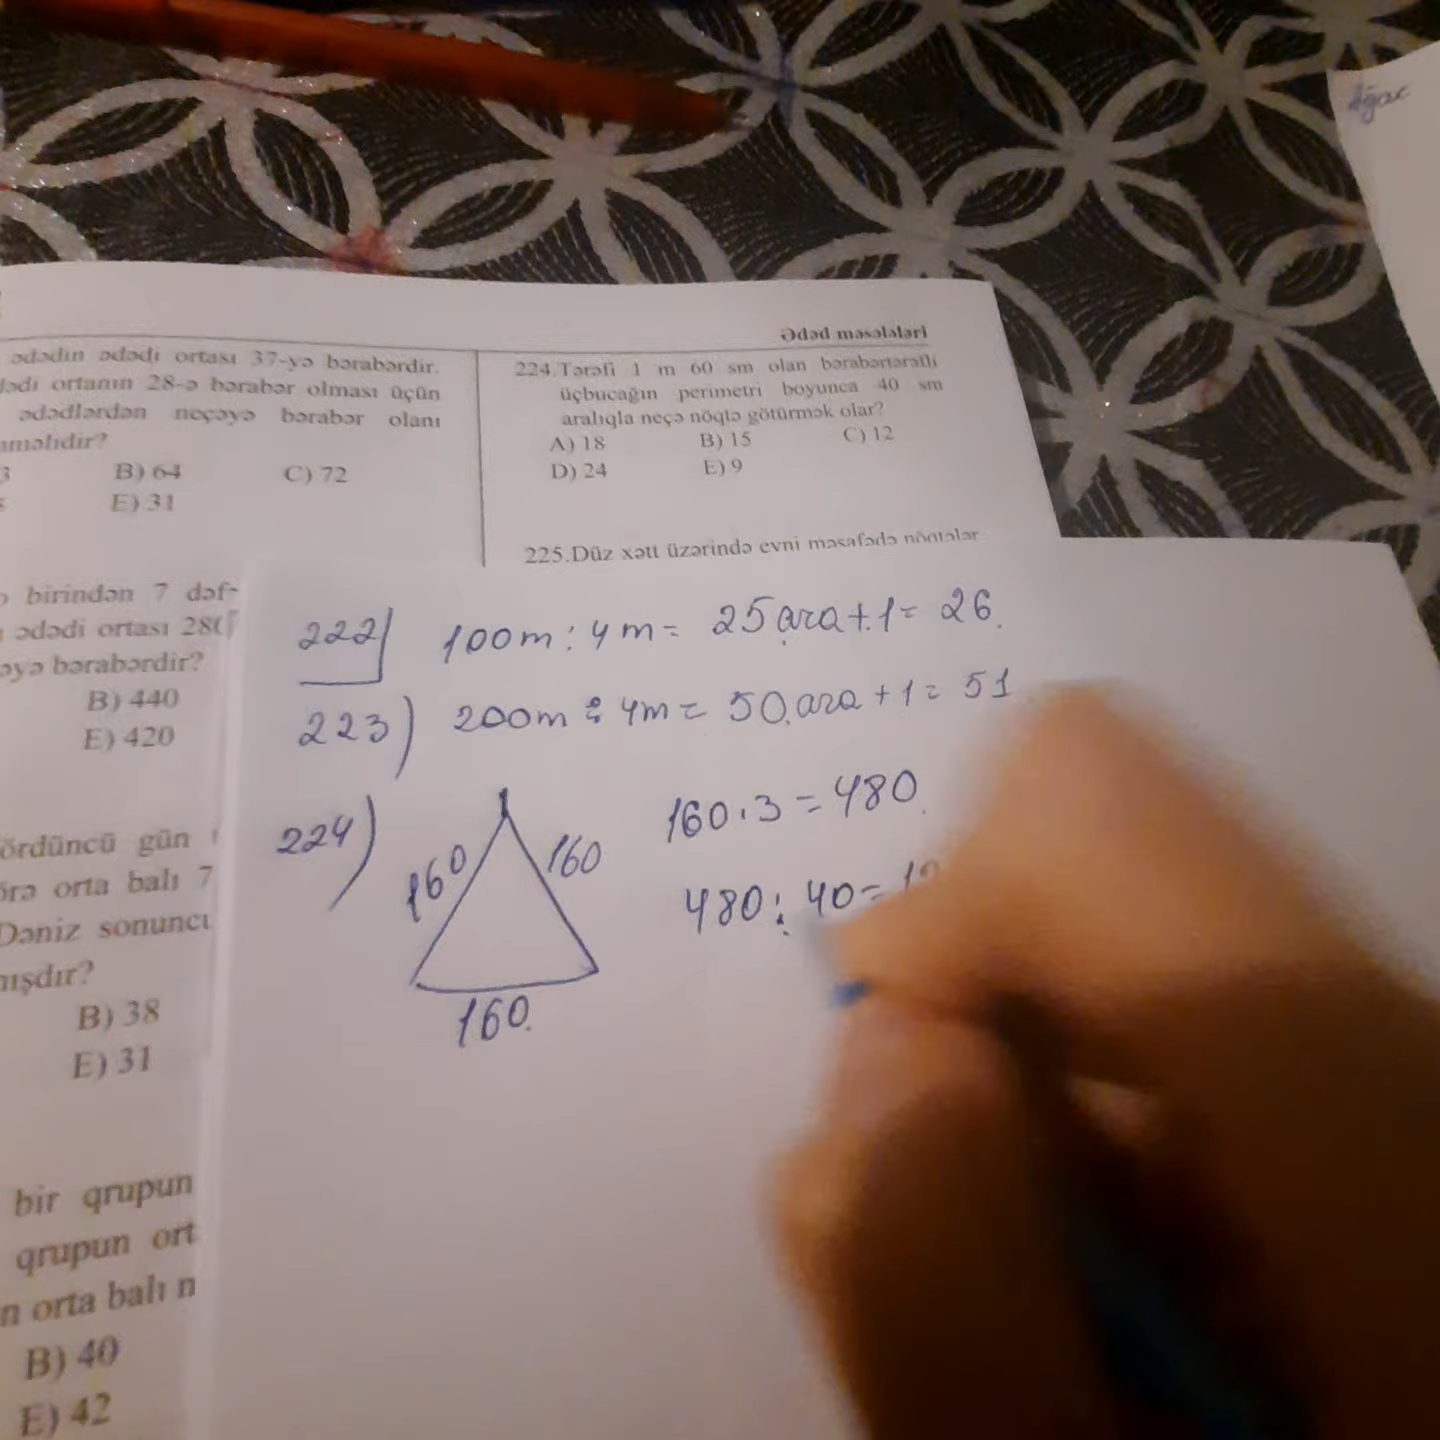 Ağac
Ədəd məsələləri
ədədin ədədi ortası 37-yə bərabərdir.
ortanın 28-ə bərabər olması üçün
ədədlərdən neçəyə bərabər olanı
B) 64 C) 72
E) 31
birindən 7 dəf-
ədədi ortası
bərabərdir?
B) 440
E) 420
gün
orta balı 7
Dəniz sonuncı
B) 38
E) 31
bir qrupun
qrupun ort
orta balı n
B) 40
E) 42
224. Tərəfi 1 m 60 sm olan bərabərtərəfli
üçbucağın perimetri boyunca 40 sm
aralıqla neçə nöqtə götürmək olar?
A) 18 B) 15 C) 12
D) 24 E) 9
225. Düz xətt üzərində eyni məsafədə nöqtələr
222 100m : 4m = 25 ara + 1 = 26.
223) 200m : 4m = 50 ara + 1 = 51
224) 160 160 160 · 3 = 480
480 : 40 =
160